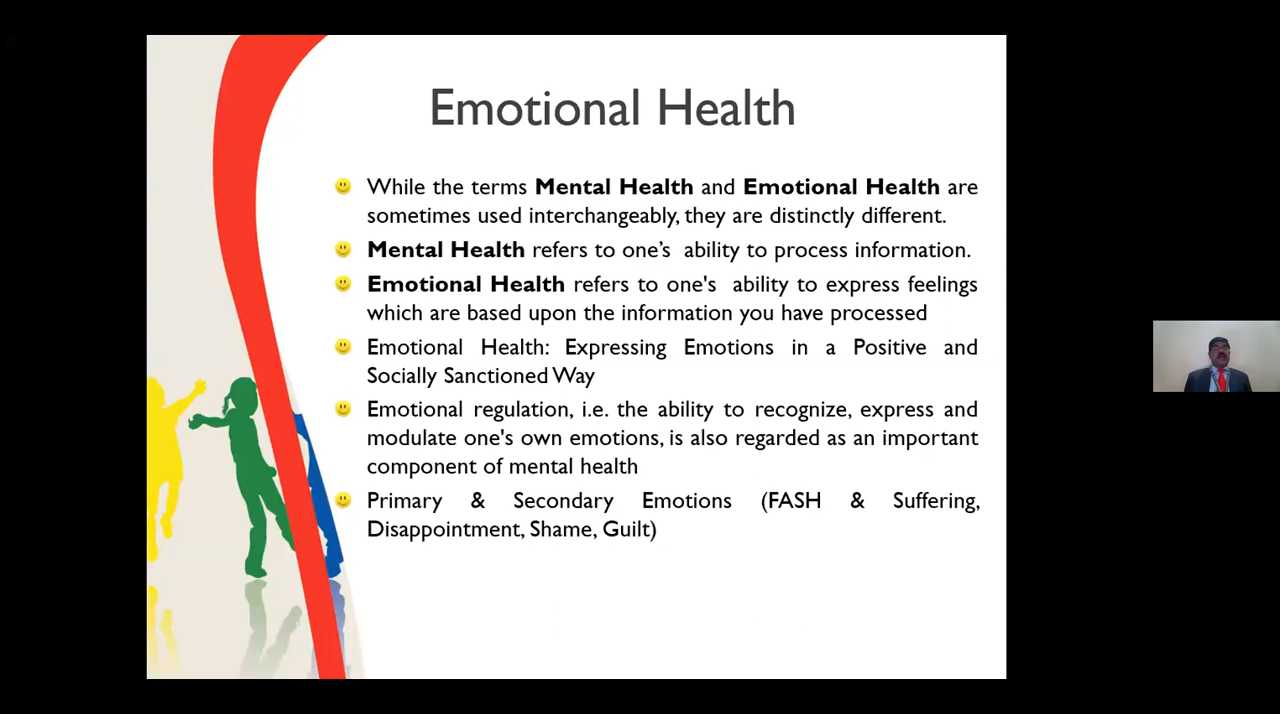 Emotional Health
While the terms Mental Health and Emotional Health are
sometimes used interchangeably, they are distinctly different.
Mental Health refers to one’s ability to process information.
Emotional Health refers to one's ability to express feelings
which are based upon the information you have processed
Emotional Health: Expressing Emotions in a Positive and
Socially Sanctioned Way
Emotional regulation, i.e. the ability to recognize, express and
modulate one's own emotions, is also regarded as an important
component of mental health
Primary & Secondary Emotions (FASH & Suffering,
Disappointment, Shame, Guilt)